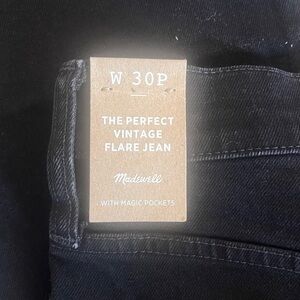 W 30P
THE PERFECT
VINTAGE
FLARE JEAN
Madewell
WITH MAGIC POCKETS